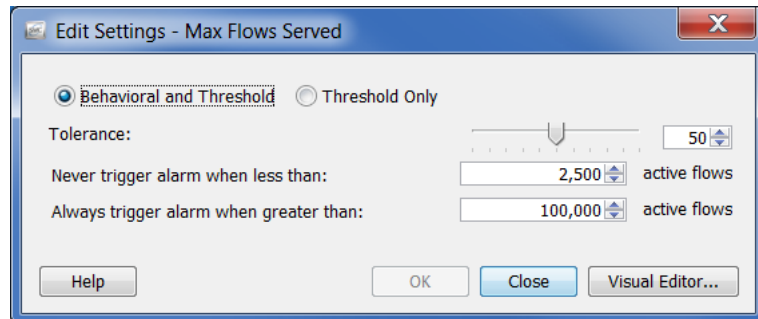 Edit Settings - Max Flows Served
Behavioral and Threshold Threshold Only
Tolerance: 50
Never trigger alarm when less than: 2,500 active flows
Always trigger alarm when greater than: 100,000 active flows
Help OK Close Visual Editor...